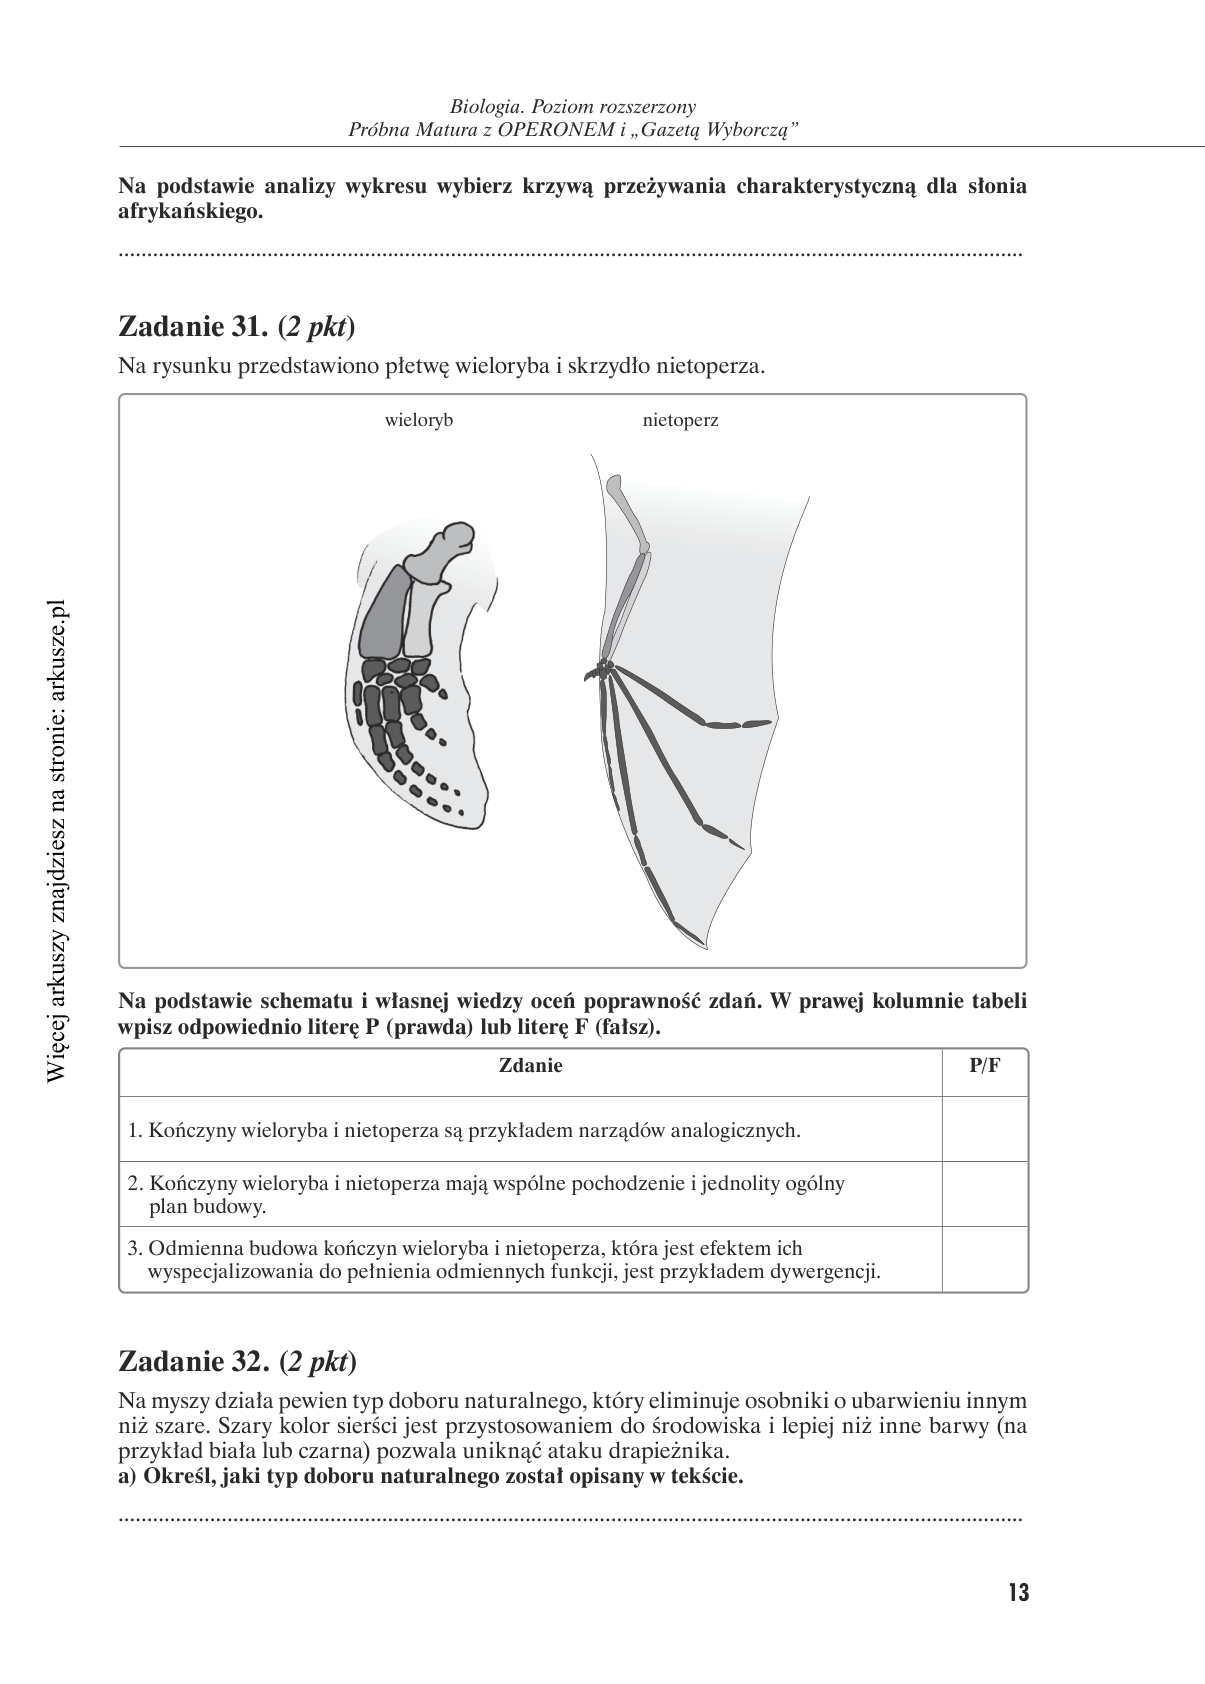 Biologia. Poziom rozszerzony
Próbna Matura z OPERONEM i „Gazetą Wyborczą”
Na podstawie analizy wykresu wybierz krzywą przeżywania charakterystyczną dla słonia
afrykańskiego.
Zadanie 31. (2 pkt)
Na rysunku przedstawiono płetwę wieloryba i skrzydło nietoperza.
wieloryb
nietoperz
Na podstawie schematu i własnej wiedzy oceń poprawność zdań. W prawej kolumnie tabeli
wpisz odpowiednio literę P (prawda) lub literę F (fałsz).
Zdanie
P/F
1. Kończyny wieloryba i nietoperza są przykładem narządów analogicznych.
2. Kończyny wieloryba i nietoperza mają wspólne pochodzenie i jednolity ogólny
plan budowy.
3. Odmienna budowa kończyn wieloryba i nietoperza, która jest efektem ich
wyspecjalizowania do pełnienia odmiennych funkcji, jest przykładem dywergencji.
Zadanie 32. (2 pkt)
Na myszy działa pewien typ doboru naturalnego, który eliminuje osobniki o ubarwieniu innym
niż szare. Szary kolor sierści jest przystosowaniem do środowiska i lepiej niż inne barwy (na
przykład biała lub czarna) pozwala uniknąć ataku drapieżnika.
a) Określ, jaki typ doboru naturalnego został opisany w tekście.
13
Więcej arkuszy znajdziesz na stronie: arkusze.pl